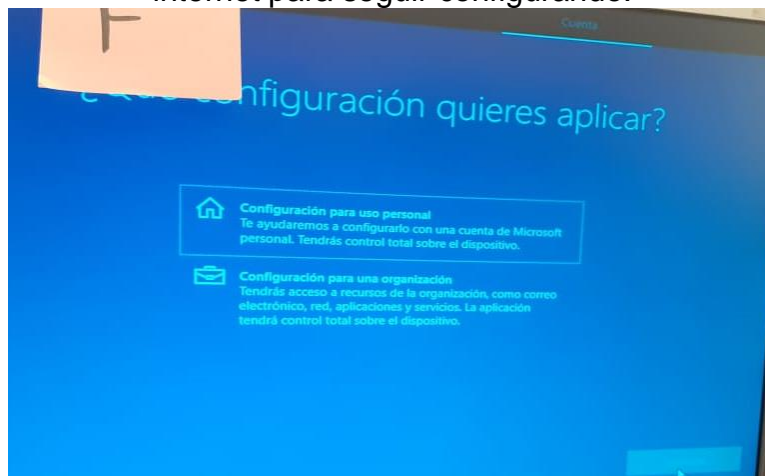 Internet para seguir configurando.
Cuenta
nfiguración quieres aplicar?
Configuración para uso personal
Te ayudaremos a configurarlo con una cuenta de Microsoft
personal. Tendrás control total sobre el dispositivo.
Configuración para una organización
Tendrás acceso a recursos de la organización, como correo
electrónico, red, aplicaciones y servicios. La aplicación
tendrá control total sobre el dispositivo.